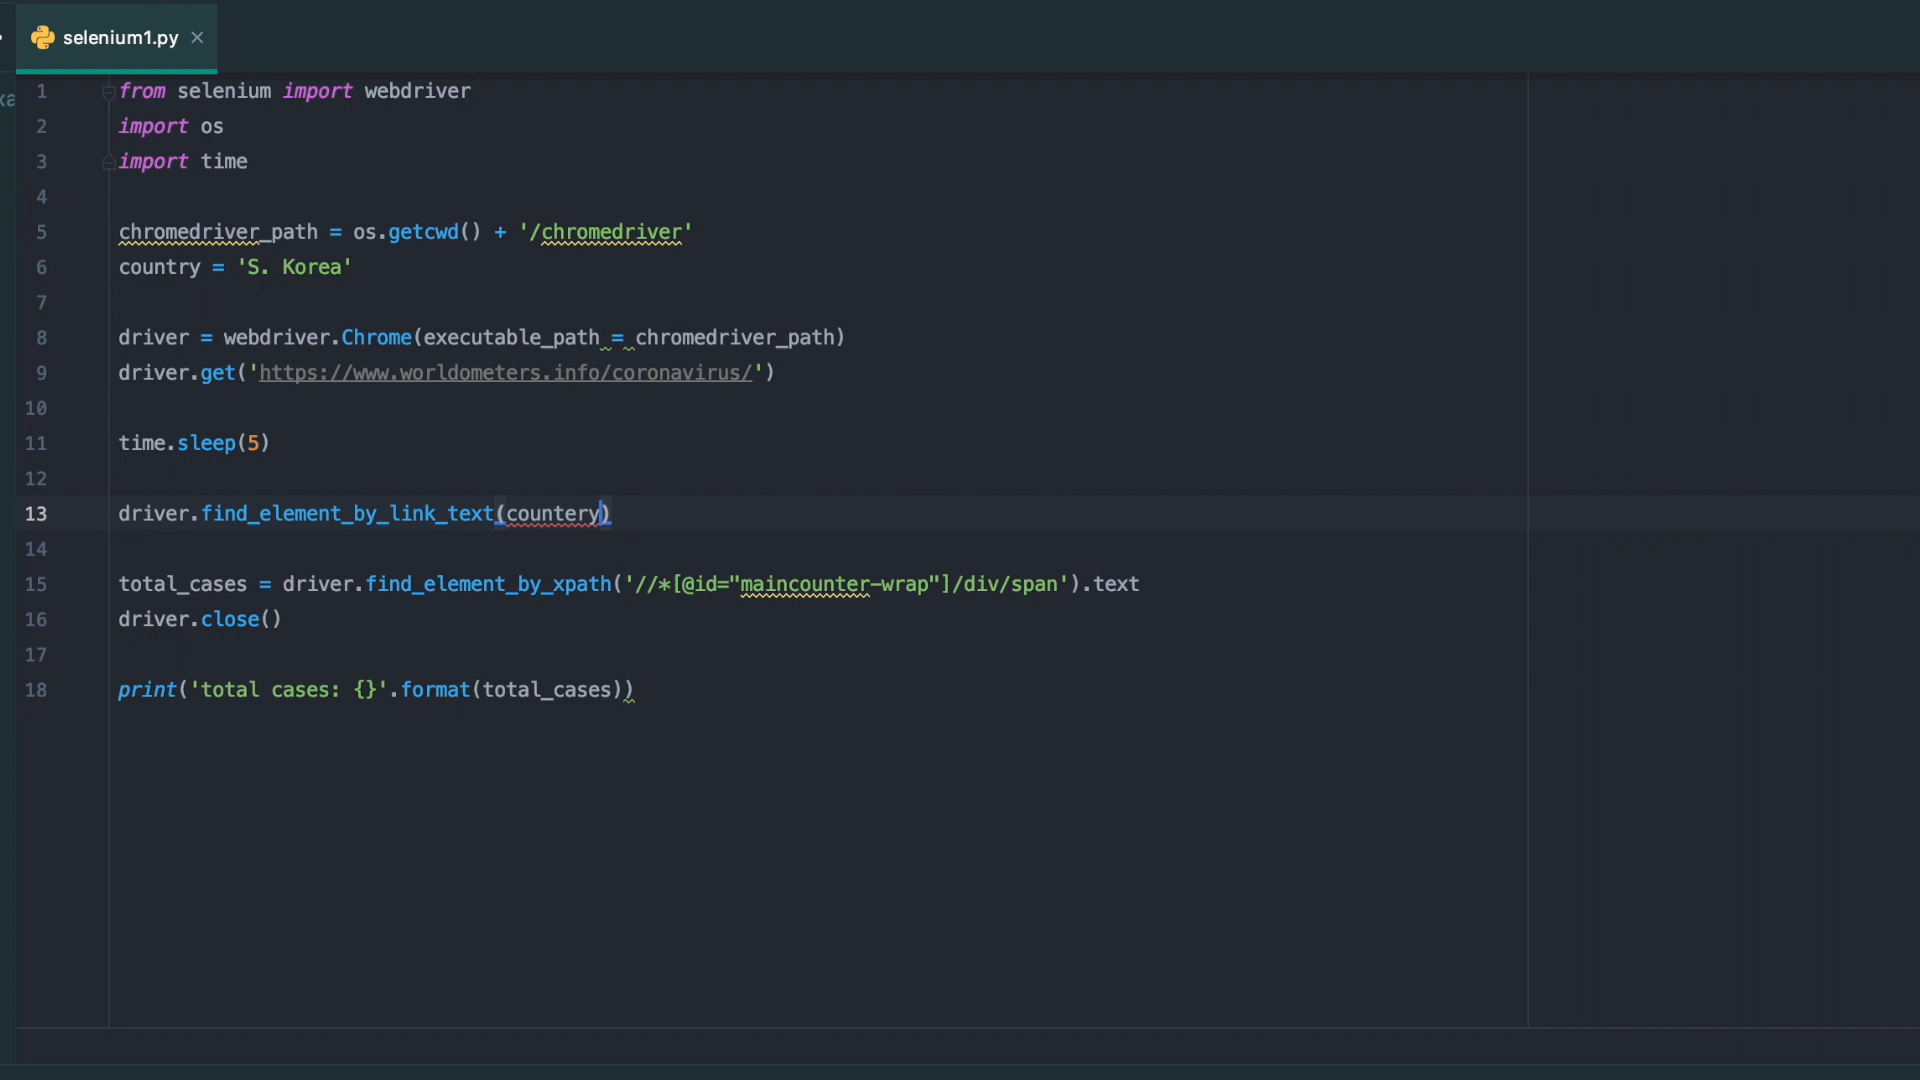 selenium1.py ×
xa
1 from selenium import webdriver
2 import os
3 import time
4
5 chromedriver_path = os.getcwd() + '/chromedriver'
6 country = 'S. Korea'
7
8 driver = webdriver.Chrome(executable_path = chromedriver_path)
9 driver.get('https://www.worldometers.info/coronavirus/')
10
11 time.sleep(5)
12
13 driver.find_element_by_link_text(countery)
14
15 total_cases = driver.find_element_by_xpath('//*[@id="maincounter-wrap"]/div/span').text
16 driver.close()
17
18 print('total cases: {}'.format(total_cases))